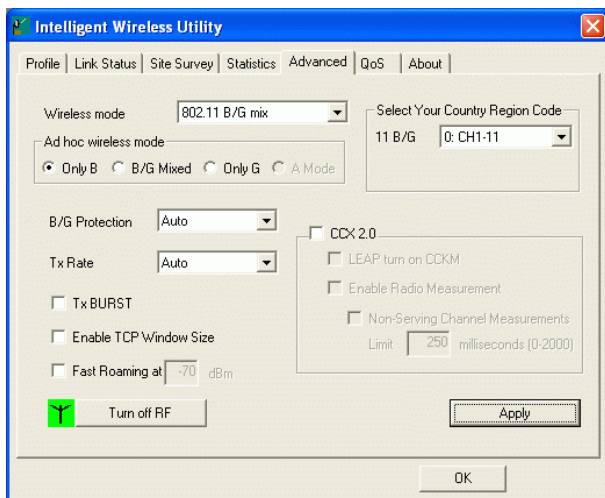 Intelligent Wireless Utility
Profile Link Status Site Survey Statistics Advanced QoS About
Wireless mode 802.11 B/G mix
Select Your Country Region Code
11 B/G 0: CH1-11
Ad hoc wireless mode
Only B B/G Mixed Only G A Mode
B/G Protection Auto
Tx Rate Auto
Tx BURST
Enable TCP Window Size
Fast Roaming at -70 dBm
CCX 2.0
LEAP turn on CCKM
Enable Radio Measurement
Non-Serving Channel Measurements
Limit 250 milliseconds (0-2000)
Turn off RF
Apply
OK